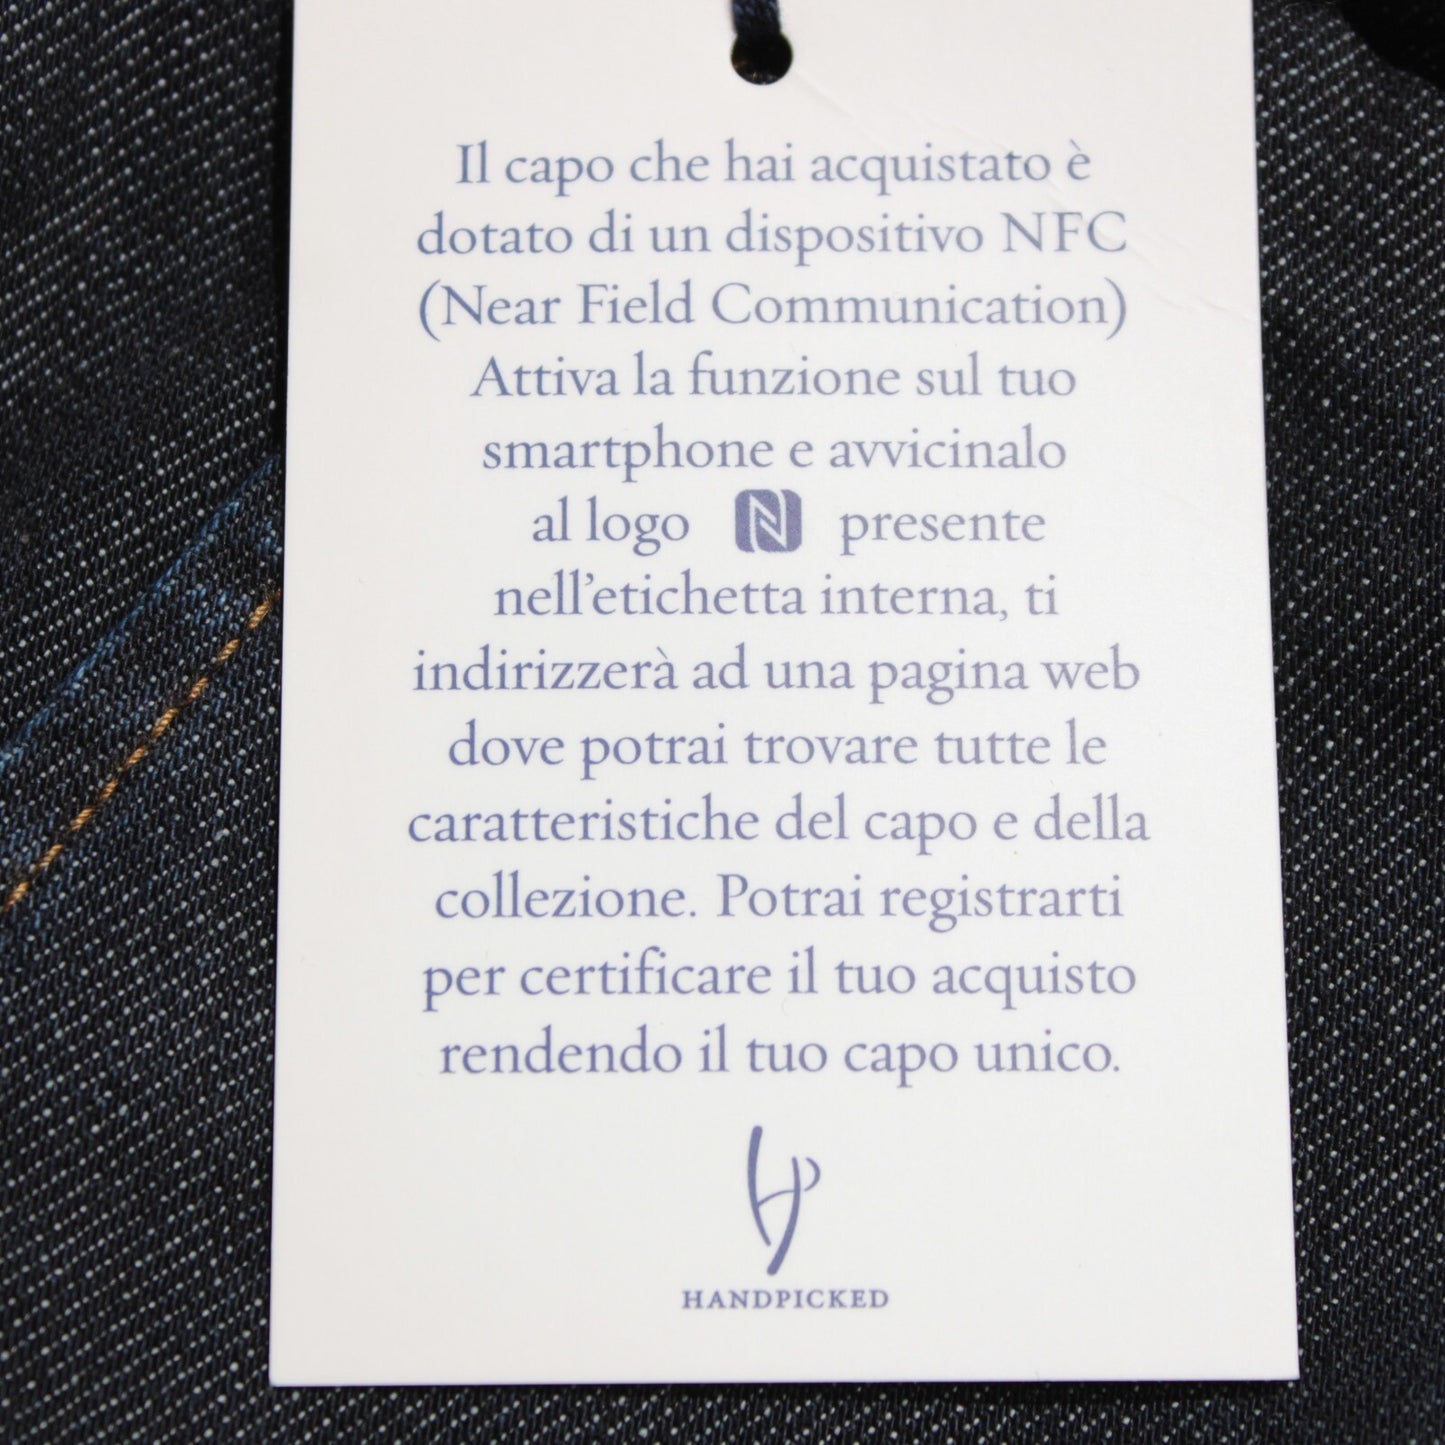 Il capo che hai acquistato è
dotato di un dispositivo NFC
(Near Field Communication)
Attiva la funzione sul tuo
smartphone e avvicinalo
al logo N presente
nell’etichetta interna, ti
indirizzerà ad una pagina web
dove potrai trovare tutte le
caratteristiche del capo e della
collezione. Potrai registrarti
per certificare il tuo acquisto
rendendo il tuo capo unico.
HP
HANDPICKED